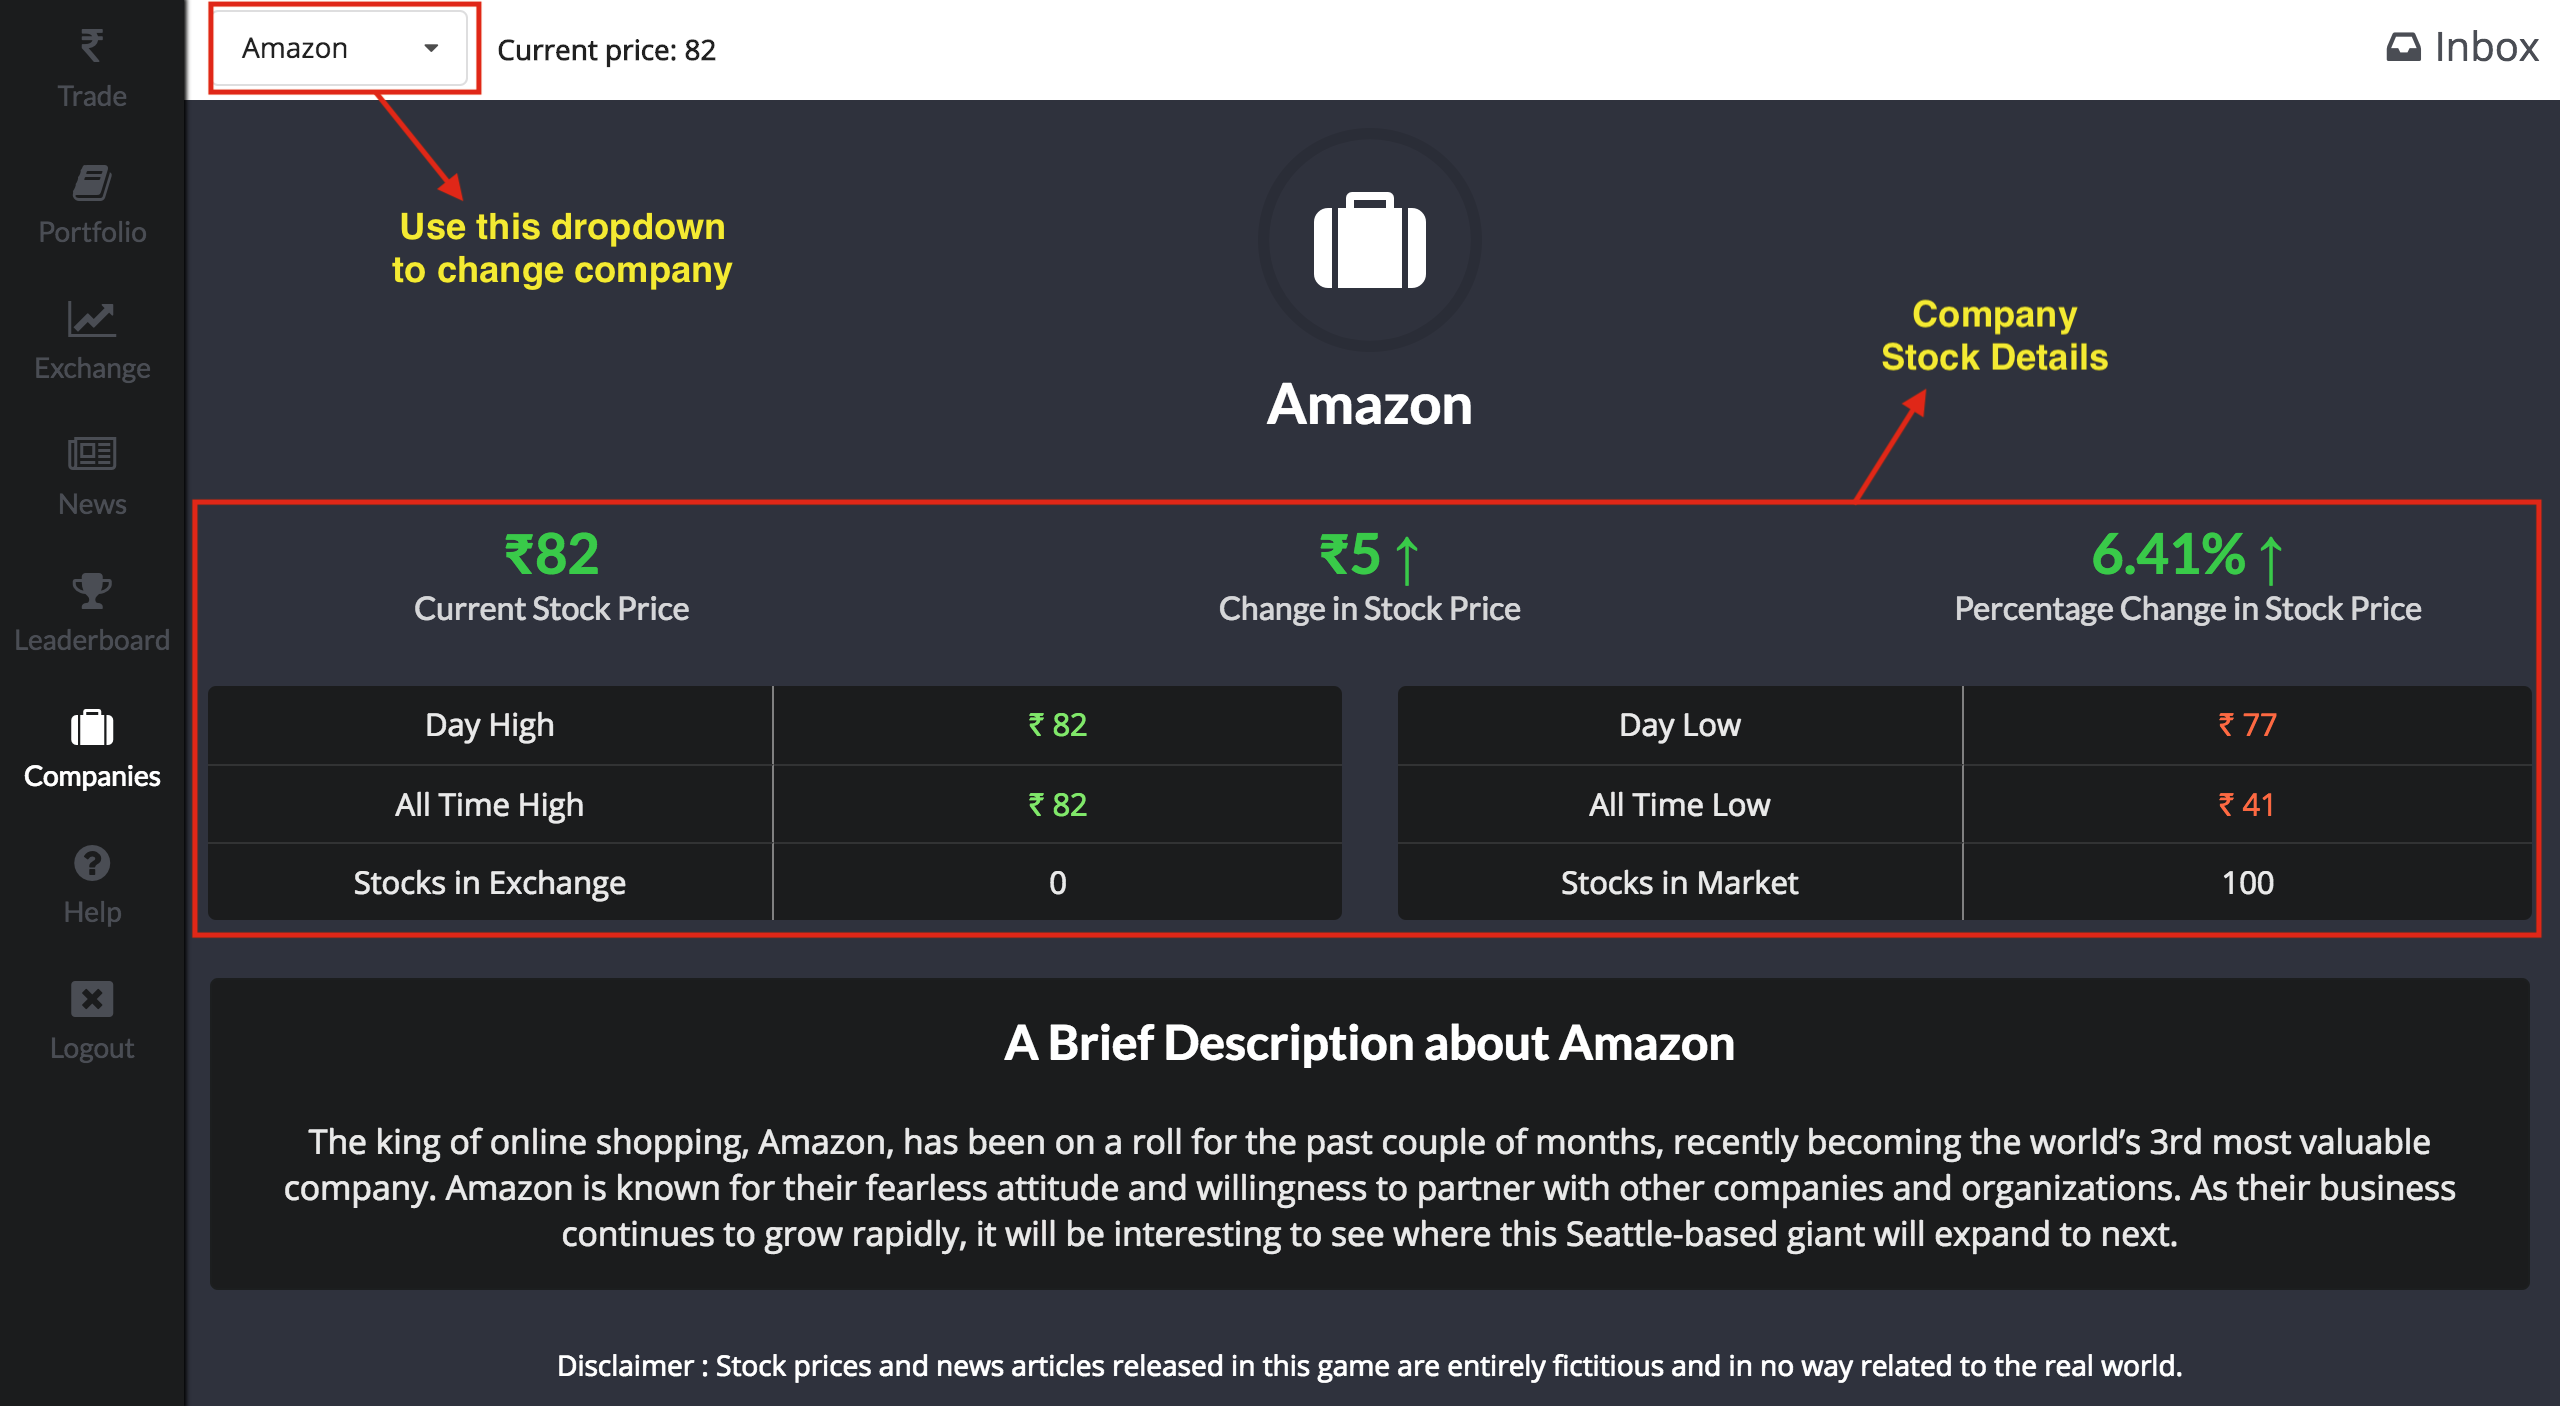 Trade
Portfolio
Exchange
News
Leaderboard
Companies
Help
Logout
Amazon
Current price: 82
Inbox
Use this dropdown
to change company
Amazon
Company
Stock Details
₹82
Current Stock Price
₹5 ↑
Change in Stock Price
6.41% ↑
Percentage Change in Stock Price
Day High ₹ 82
All Time High ₹ 82
Stocks in Exchange 0
Day Low ₹ 77
All Time Low ₹ 41
Stocks in Market 100
A Brief Description about Amazon
The king of online shopping, Amazon, has been on a roll for the past couple of months, recently becoming the world’s 3rd most valuable
company. Amazon is known for their fearless attitude and willingness to partner with other companies and organizations. As their business
continues to grow rapidly, it will be interesting to see where this Seattle-based giant will expand to next.
Disclaimer : Stock prices and news articles released in this game are entirely fictitious and in no way related to the real world.